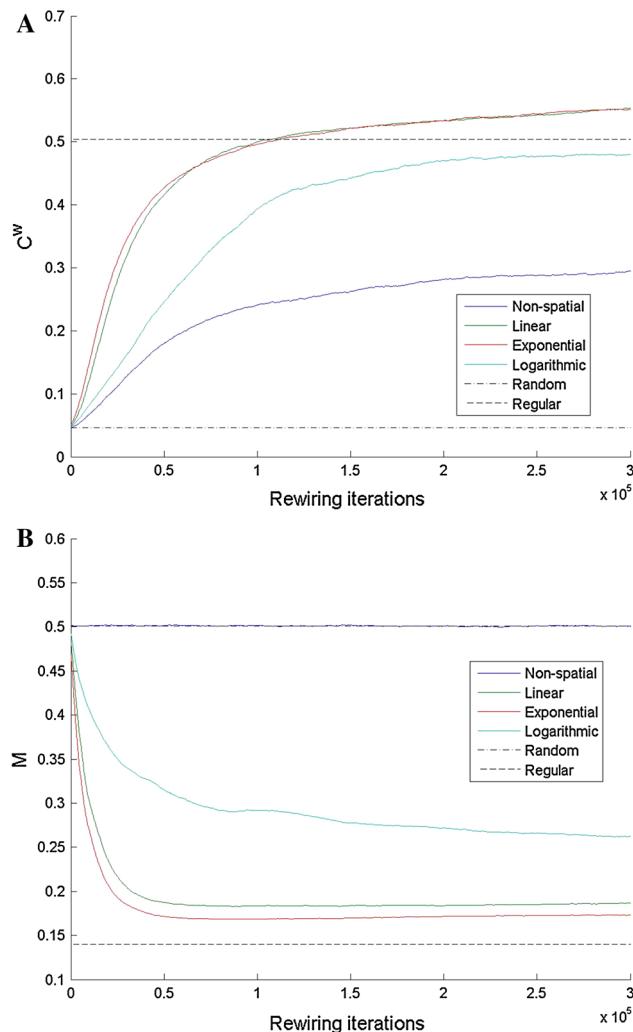 A
0.7
0.6
0.5
0.4
0.3
0.2
0.1
0
C^w
Non-spatial
Linear
Exponential
Logarithmic
Random
Regular
0 0.5 1 1.5 2 2.5 3
x 10^5
Rewiring iterations
B
0.6
0.55
0.5
0.45
0.4
0.35
0.3
0.25
0.2
0.15
0.1
M
Non-spatial
Linear
Exponential
Logarithmic
Random
Regular
0 0.5 1 1.5 2 2.5 3
x 10^5
Rewiring iterations